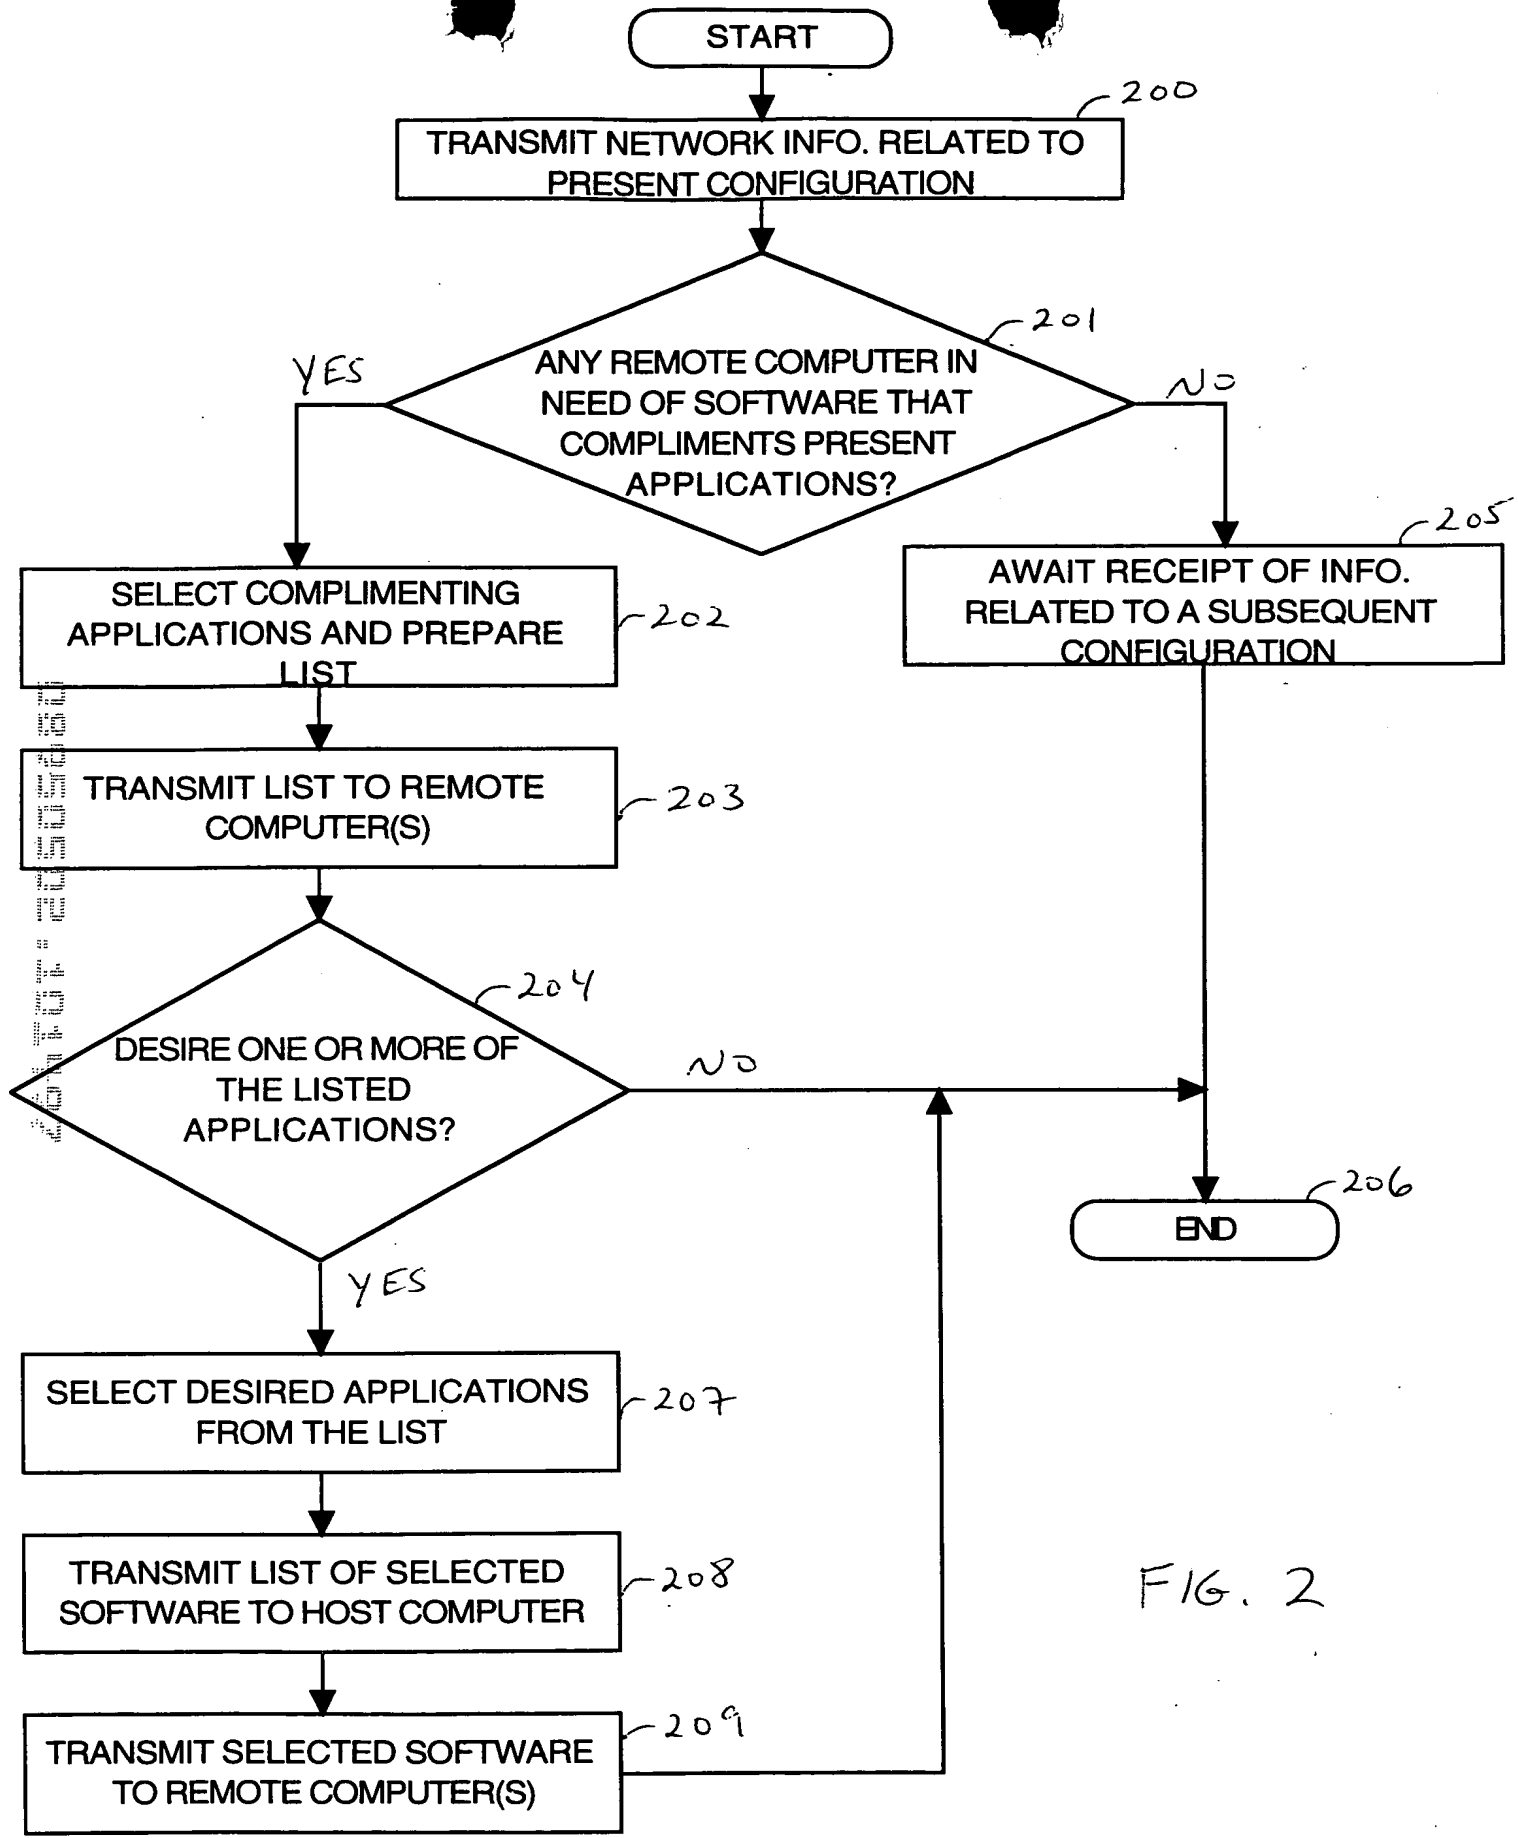 START
200
TRANSMIT NETWORK INFO. RELATED TO
PRESENT CONFIGURATION
201
ANY REMOTE COMPUTER IN
NEED OF SOFTWARE THAT
COMPLIMENTS PRESENT
APPLICATIONS?
YES
NO
205
AWAIT RECEIPT OF INFO.
RELATED TO A SUBSEQUENT
CONFIGURATION
SELECT COMPLIMENTING
APPLICATIONS AND PREPARE
LIST
202
TRANSMIT LIST TO REMOTE
COMPUTER(S)
203
204
DESIRE ONE OR MORE OF
THE LISTED
APPLICATIONS?
NO
206
END
YES
SELECT DESIRED APPLICATIONS
FROM THE LIST
207
TRANSMIT LIST OF SELECTED
SOFTWARE TO HOST COMPUTER
208
TRANSMIT SELECTED SOFTWARE
TO REMOTE COMPUTER(S)
209
FIG. 2